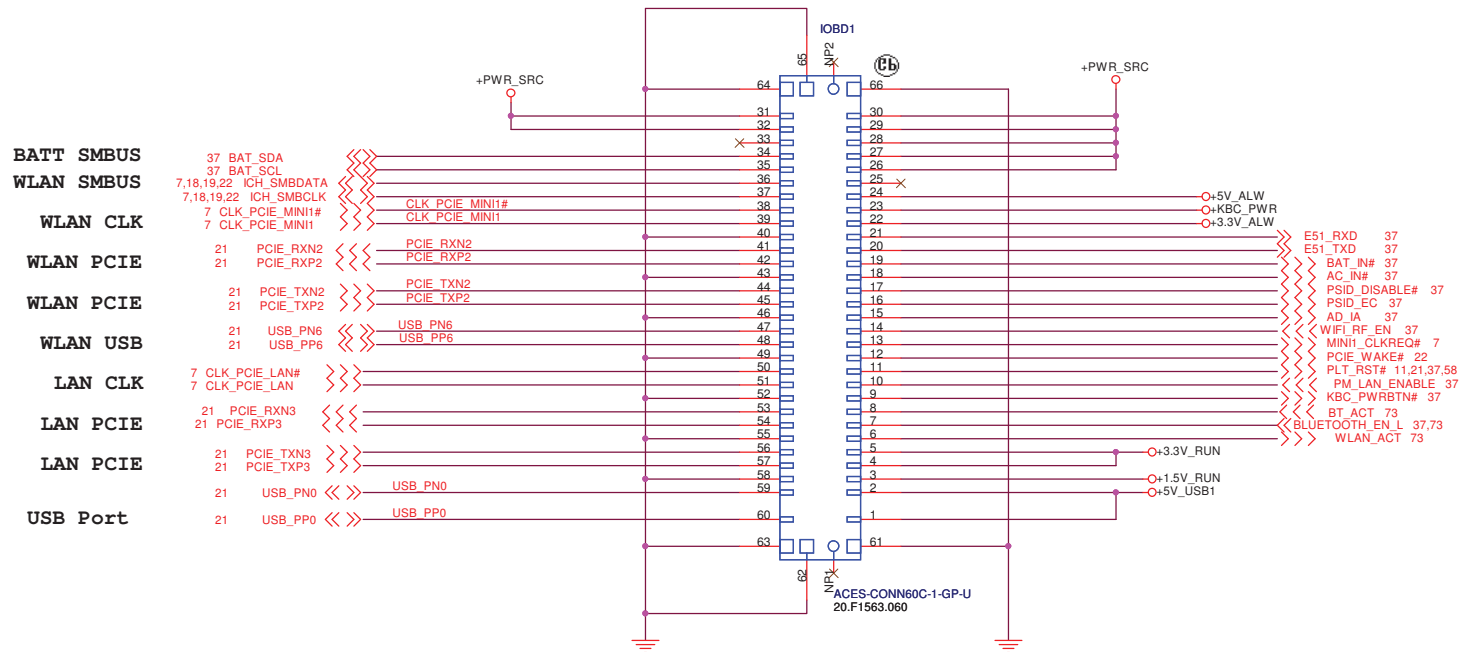 IOBD1
65
NP2
Cb
+PWR_SRC
+PWR_SRC
64
66
31
30
32
29
33
28
BATT SMBUS
37 BAT_SDA
34
27
37 BAT_SCL
35
26
WLAN SMBUS
7,18,19,22 ICH_SMBDATA
36
25
7,18,19,22 ICH_SMBCLK
37
24
+5V_ALW
7 CLK_PCIE_MINI1#
CLK_PCIE_MINI1#
38
23
+KBC_PWR
WLAN CLK
7 CLK_PCIE_MINI1
CLK_PCIE_MINI1
39
22
+3.3V_ALW
40
21
E51_RXD 37
21 PCIE_RXN2
PCIE_RXN2
41
20
E51_TXD 37
WLAN PCIE
21 PCIE_RXP2
PCIE_RXP2
42
19
BAT_IN# 37
43
18
AC_IN# 37
21 PCIE_TXN2
PCIE_TXN2
44
17
PSID_DISABLE# 37
WLAN PCIE
21 PCIE_TXP2
PCIE_TXP2
45
16
PSID_EC 37
46
15
AD_IA 37
21 USB_PN6
USB_PN6
47
14
WIFI_RF_EN 37
WLAN USB
21 USB_PP6
USB_PP6
48
13
MINI1_CLKREQ# 7
49
12
PCIE_WAKE# 22
7 CLK_PCIE_LAN#
50
11
PLT_RST# 11,21,37,58
LAN CLK
7 CLK_PCIE_LAN
51
10
PM_LAN_ENABLE 37
52
9
KBC_PWRBTN# 37
21 PCIE_RXN3
53
8
BT_ACT 73
LAN PCIE
21 PCIE_RXP3
54
7
BLUETOOTH_EN_L 37,73
55
6
WLAN_ACT 73
21 PCIE_TXN3
56
5
+3.3V_RUN
LAN PCIE
21 PCIE_TXP3
57
4
58
3
+1.5V_RUN
21 USB_PN0
USB_PN0
59
2
+5V_USB1
USB Port
21 USB_PP0
USB_PP0
60
1
63
61
62
NP1
ACES-CONN60C-1-GP-U
20.F1563.060